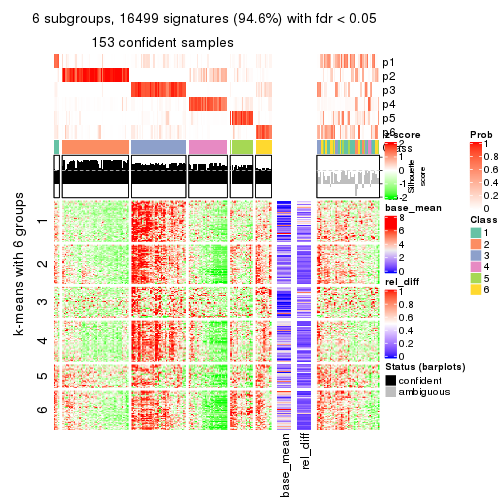 6 subgroups, 16499 signatures (94.6%) with fdr < 0.05
153 confident samples
p1
p2
p3
p4
p5
p6
Class
Silhouette
score
k-means with 6 groups
1
2
3
4
5
6
base_mean
rel_diff
z-score
2
1
0
-1
-2
base_mean
8
6
4
2
0
rel_diff
1
0.8
0.6
0.4
0.2
0
Status (barplots)
confident
ambiguous
Prob
1
0.8
0.6
0.4
0.2
0
Class
1
2
3
4
5
6